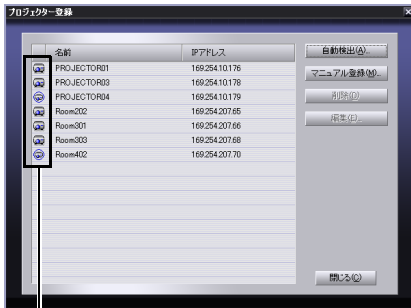 プロジェクター登録
名前 IPアドレス
PROJECTOR01 169.254.10.176
PROJECTOR03 169.254.10.178
PROJECTOR04 169.254.10.179
Room202 169.254.207.65
Room301 169.254.207.66
Room303 169.254.207.68
Room402 169.254.207.70
自動検出(A)...
マニュアル登録(M)...
削除(D)
編集(E)...
閉じる(C)